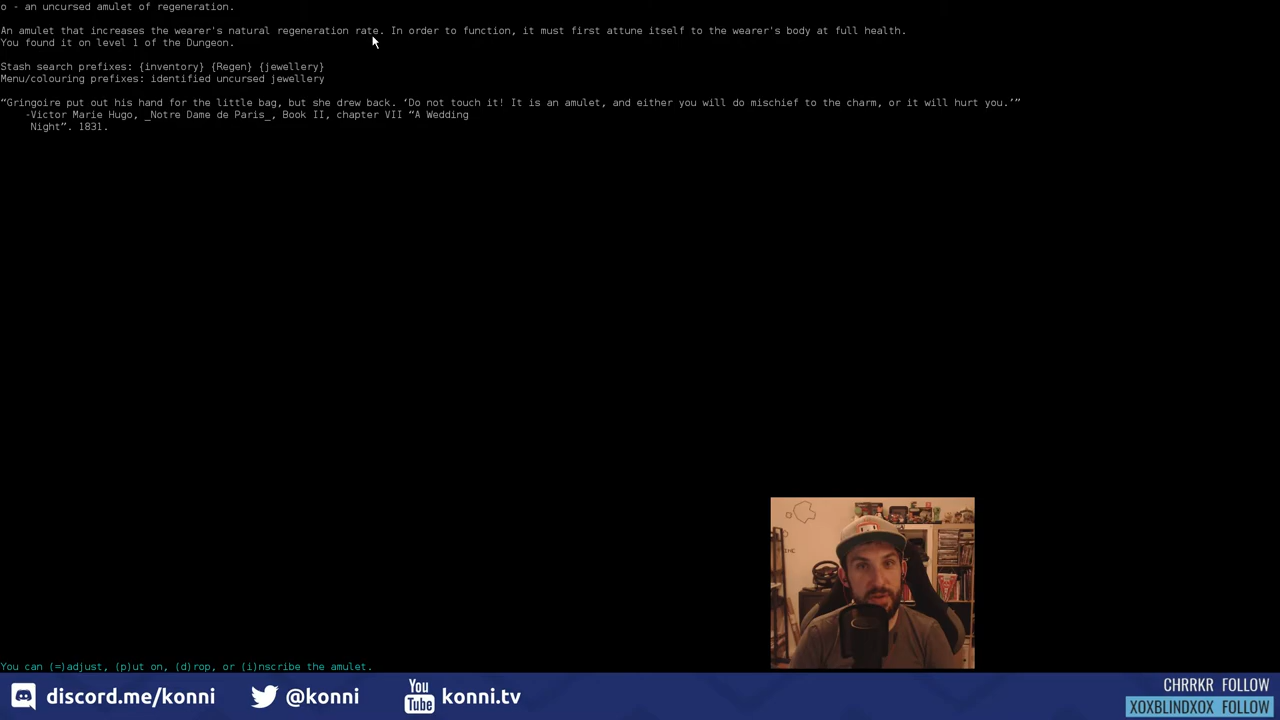 o - an uncursed amulet of regeneration.
An amulet that increases the wearer's natural regeneration rate. In order to function, it must first attune itself to the wearer's body at full health.
You found it on level 1 of the Dungeon.
Stash search prefixes: {inventory} {Regen} {jewellery}
Menu/colouring prefixes: identified uncursed jewellery
“Gringoire put out his hand for the little bag, but she drew back. ‘Do not touch it! It is an amulet, and either you will do mischief to the charm, or it will hurt you.’”
-Victor Marie Hugo, _Notre Dame de Paris_, Book II, chapter VII “A Wedding
Night”. 1831.
You can (=)adjust, (p)ut on, (d)rop, or (i)nscribe the amulet.
discord.me/konni
@konni
You Tube
konni.tv
CHRRKR FOLLOW
XOXBLINDXOX FOLLOW